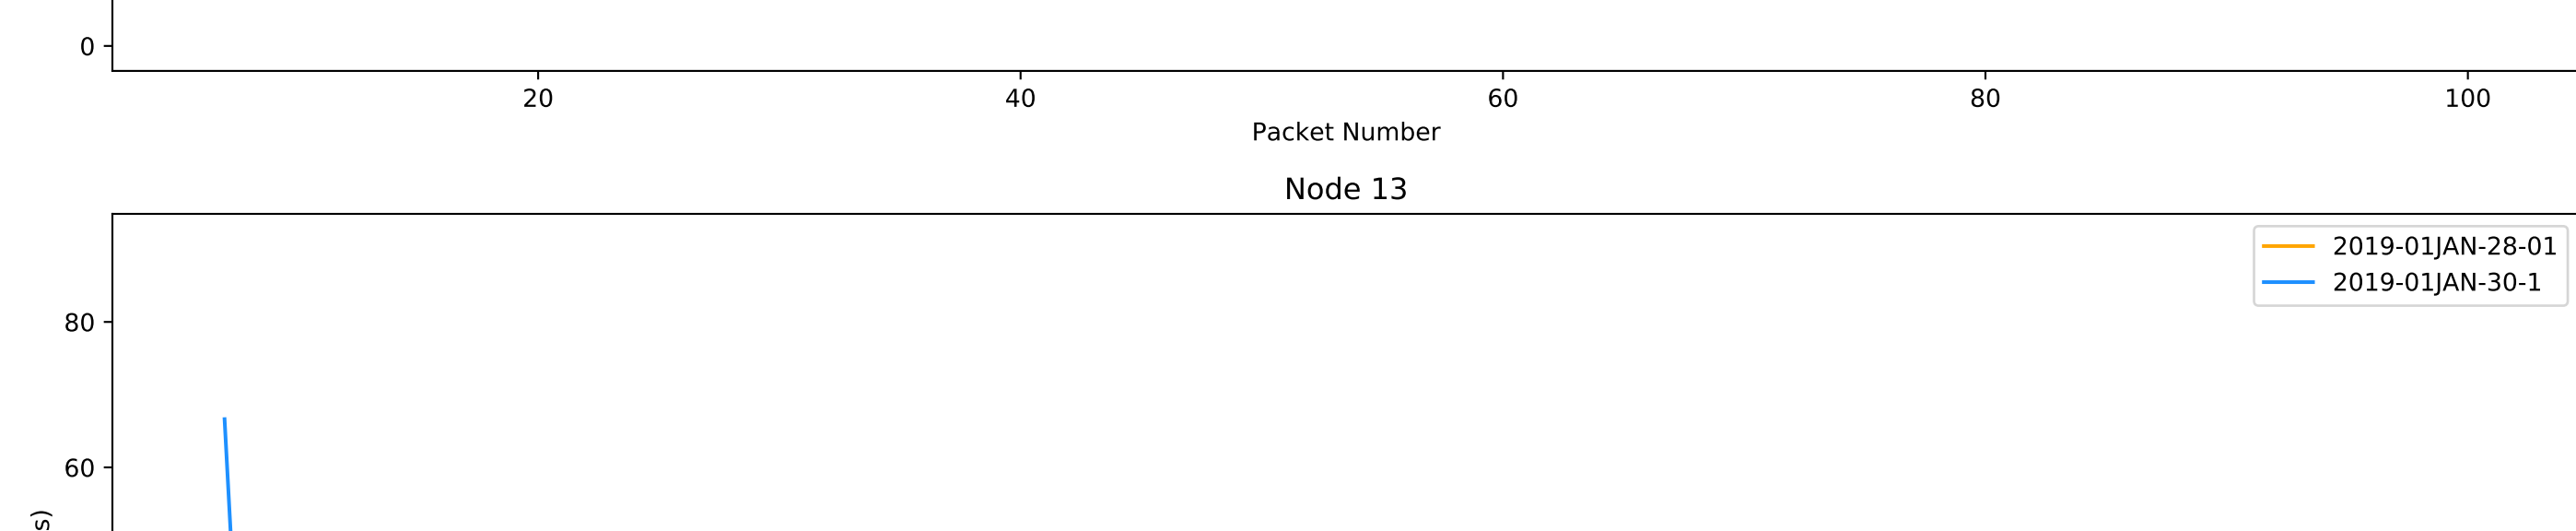 0
20 40 60 80 100
Packet Number
Node 13
2019-01JAN-28-01
2019-01JAN-30-1
80
60
s)